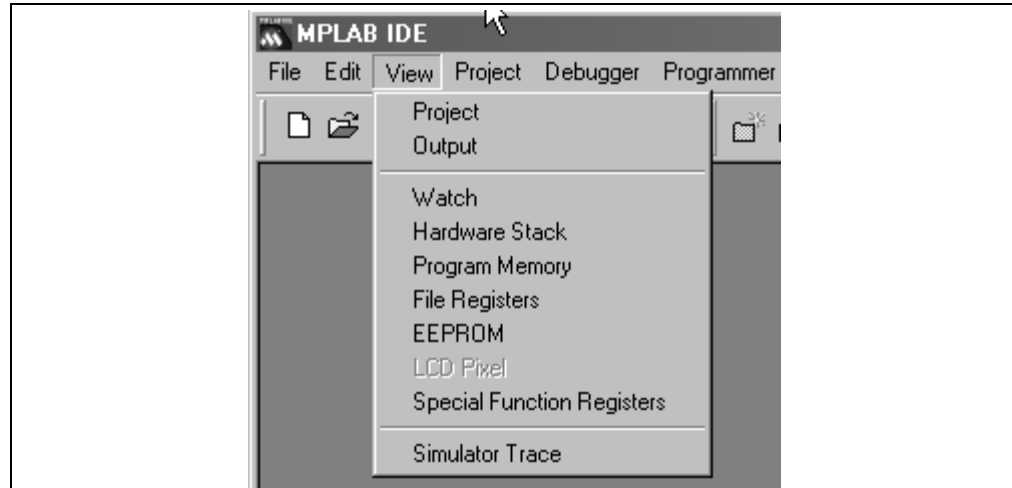 MPLAB IDE
File Edit View Project Debugger Programmer
Project
Output
Watch
Hardware Stack
Program Memory
File Registers
EEPROM
LCD Pixel
Special Function Registers
Simulator Trace